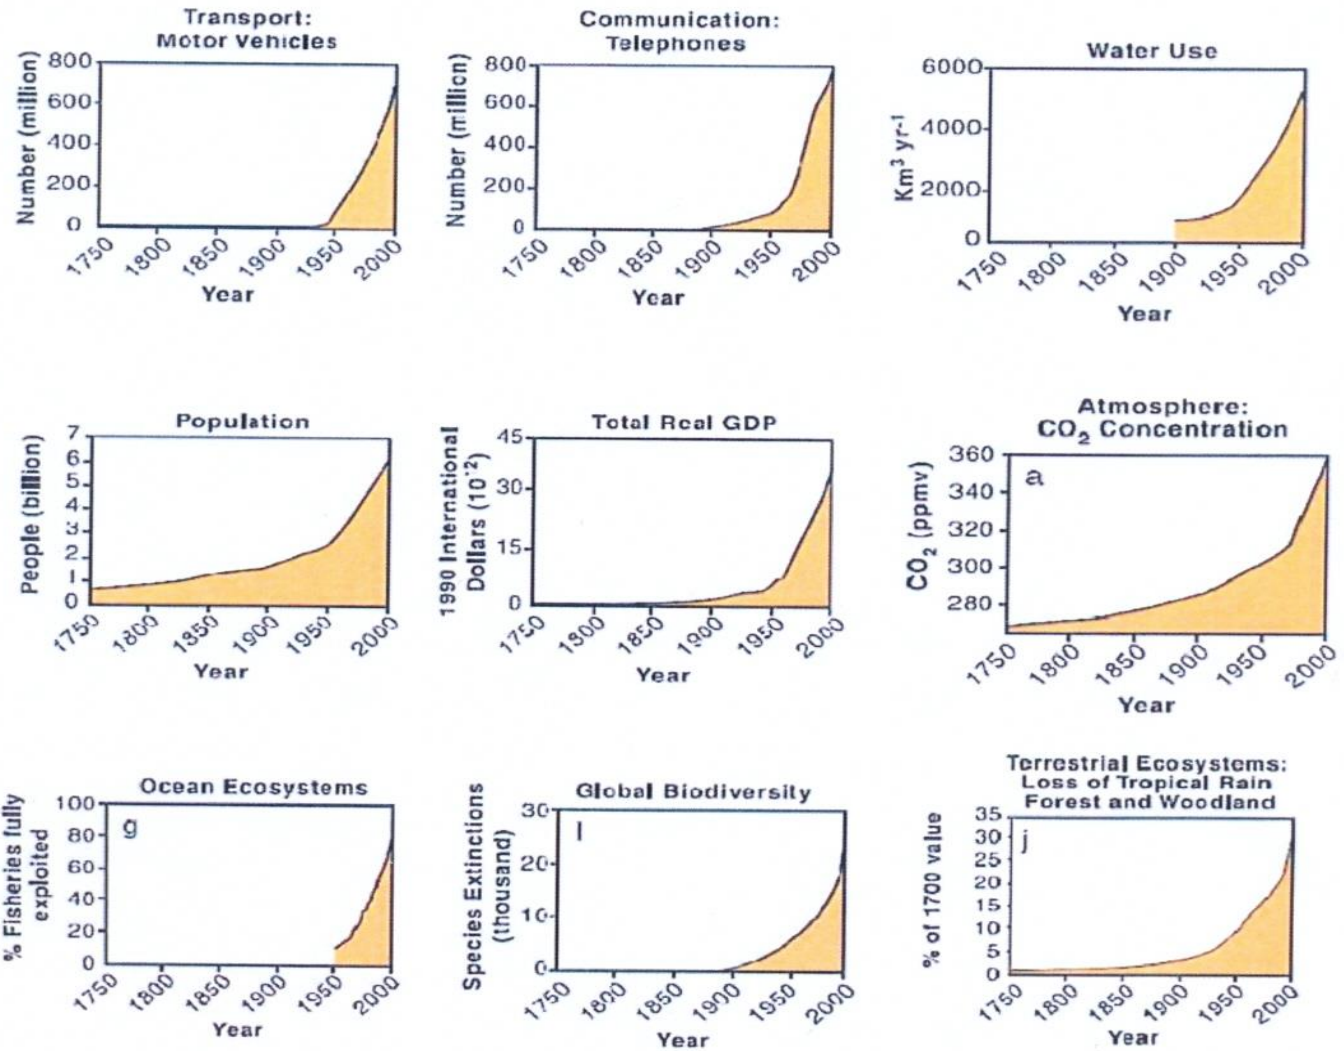 Transport:
Motor Vehicles
Number (million)
800
600
400
200
0
1750
1800
1850
1900
1950
2000
Year
Communication:
Telephones
Number (million)
800
600
400
200
0
1750
1800
1850
1900
1950
2000
Year
Water Use
Km³ yr⁻¹
6000
4000
2000
0
1750
1800
1850
1900
1950
2000
Year
Population
People (billion)
7
6
5
4
3
2
1
0
1750
1800
1850
1900
1950
2000
Year
Total Real GDP
1990 International
Dollars (10⁻²)
45
30
15
0
1750
1800
1850
1900
1950
2000
Year
Atmosphere:
CO₂ Concentration
a
CO₂ (ppmv)
360
340
320
300
280
1750
1800
1850
1900
1950
2000
Year
Ocean Ecosystems
g
% Fisheries fully
exploited
100
80
60
40
20
0
1750
1800
1850
1900
1950
2000
Year
Global Biodiversity
l
Species Extinctions
(thousand)
30
20
10
0
1750
1800
1850
1900
1950
2000
Year
Terrestrial Ecosystems:
Loss of Tropical Rain
Forest and Woodland
j
% of 1700 value
35
30
25
20
15
10
5
0
1750
1800
1850
1900
1950
2000
Year